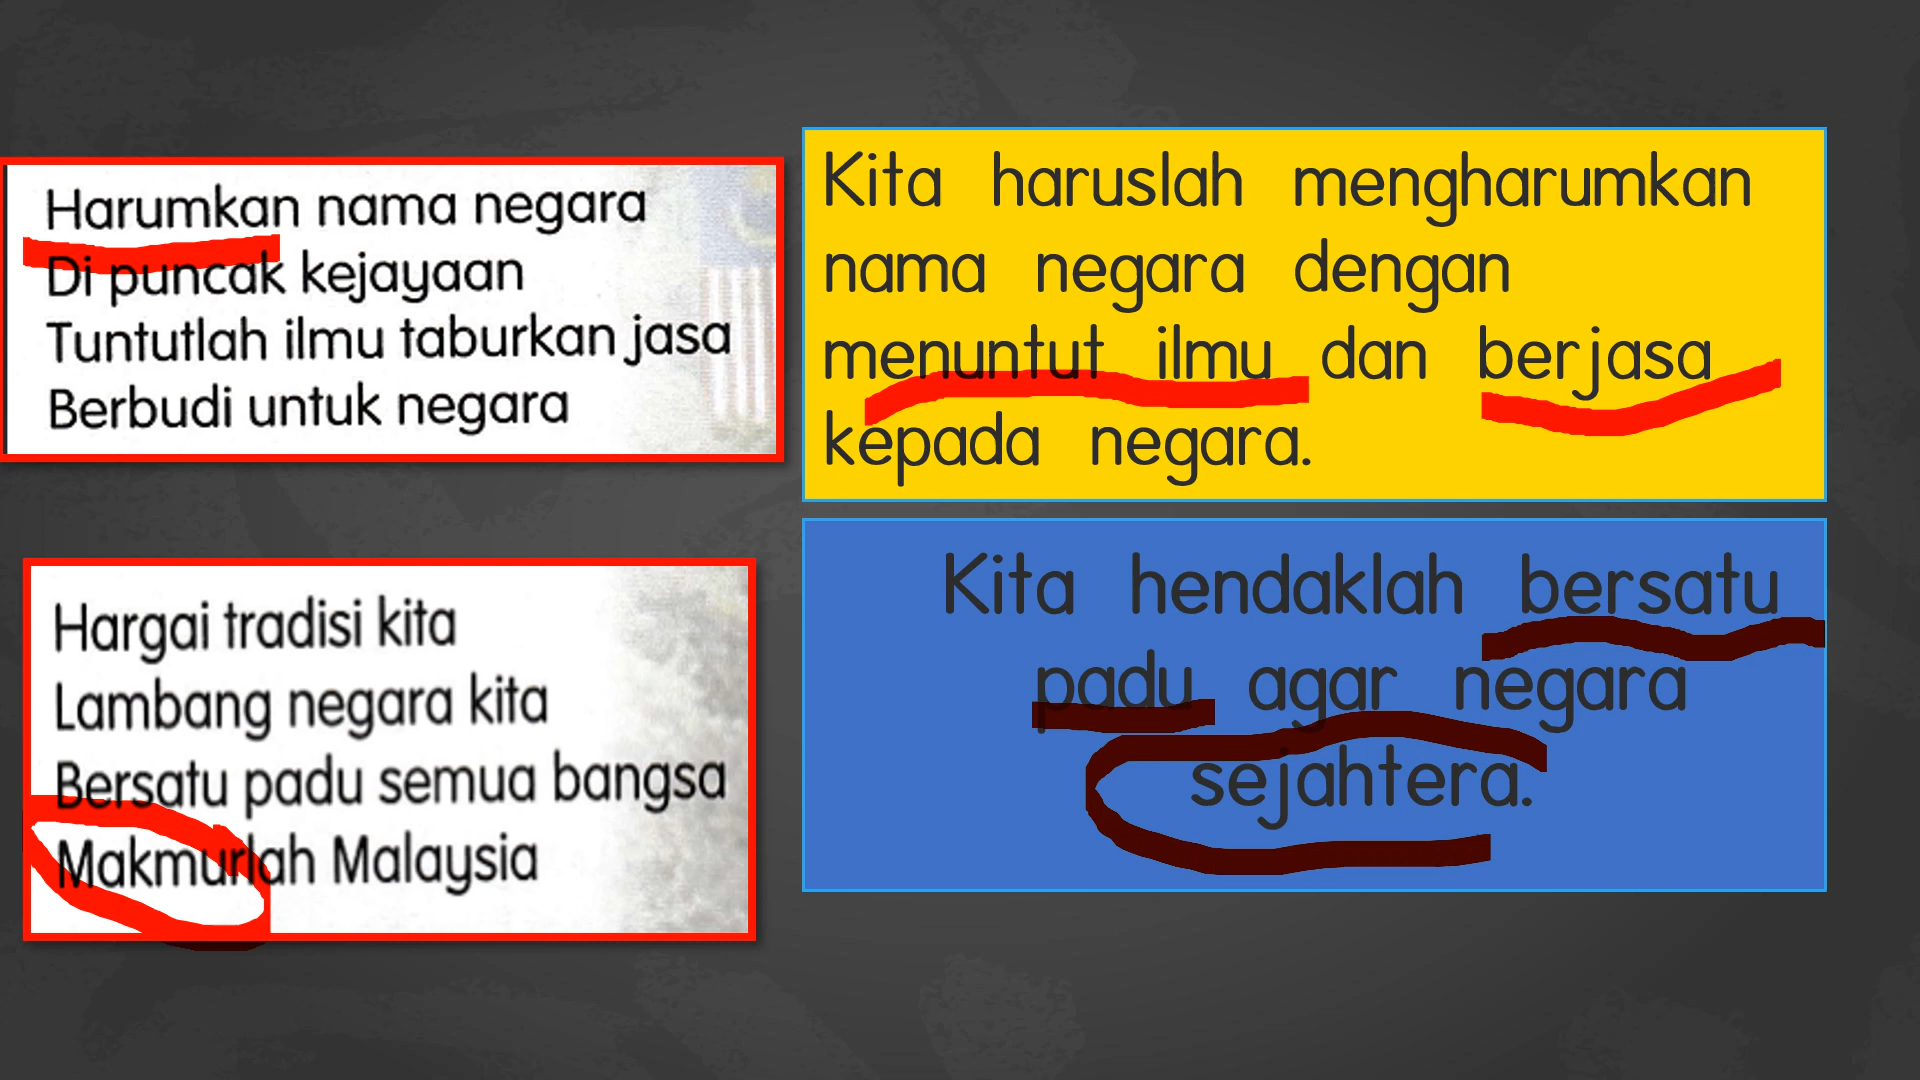 Harumkan nama negara
Di puncak kejayaan
Tuntutlah ilmu taburkan jasa
Berbudi untuk negara
Kita haruslah mengharumkan
nama negara dengan
menuntut ilmu dan berjasa
kepada negara.
Hargai tradisi kita
Lambang negara kita
Bersatu padu semua bangsa
Makmurlah Malaysia
Kita hendaklah bersatu
padu agar negara
sejahtera.